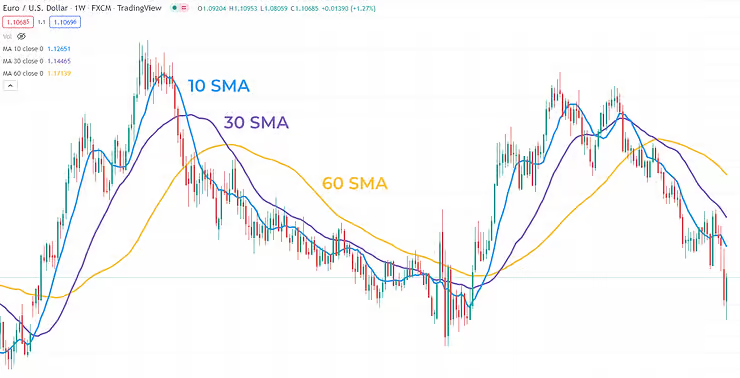 Euro / U.S. Dollar · 1W · FXCM · TradingView O1.09204 H1.10953 L1.08059 C1.10685 +0.01390 (+1.27%)
1.10685 1.1 1.10696
Vol
MA 10 close 0 1.12651
MA 30 close 0 1.14465
MA 60 close 0 1.17139
10 SMA
30 SMA
60 SMA